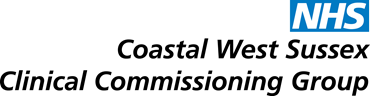 NHS
Coastal West Sussex
Clinical Commissioning Group